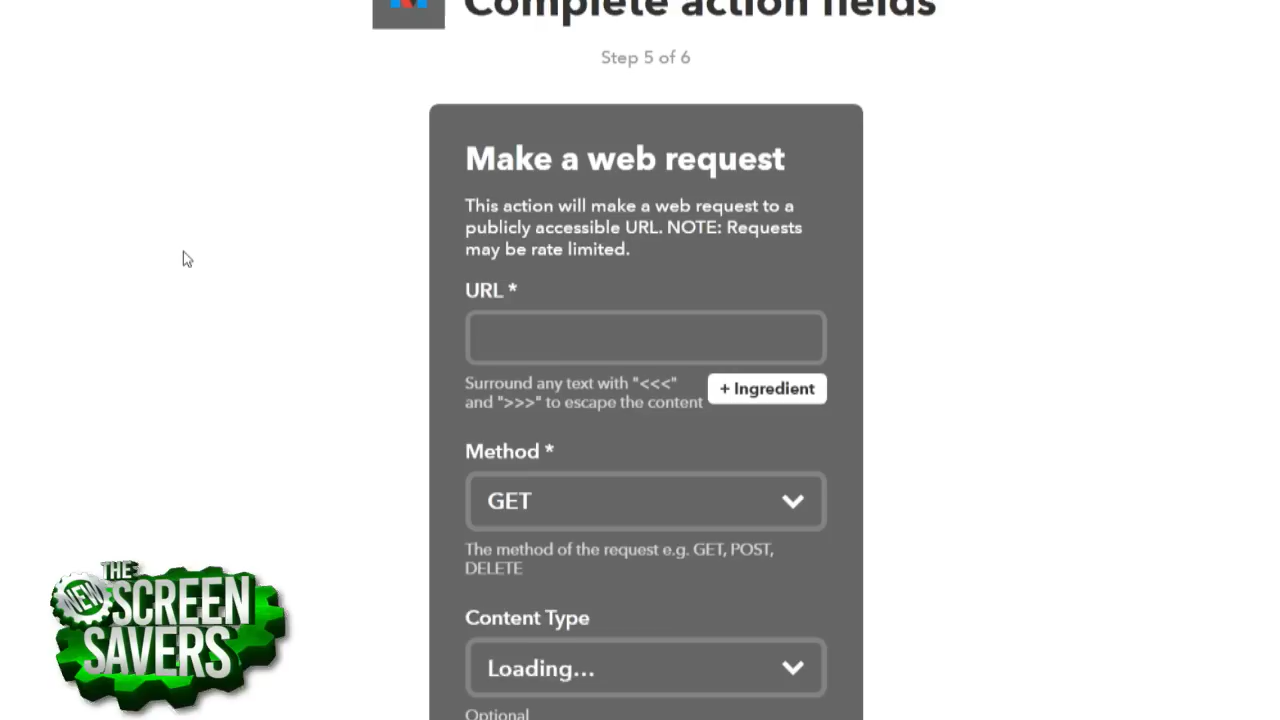 Complete action fields
Step 5 of 6
Make a web request
This action will make a web request to a
publicly accessible URL. NOTE: Requests
may be rate limited.
URL *
Surround any text with "<<<"
and ">>>" to escape the content
+ Ingredient
Method *
GET
The method of the request e.g. GET, POST,
DELETE
Content Type
Loading...
Optional
THE
NEW
SCREEN
SAVERS